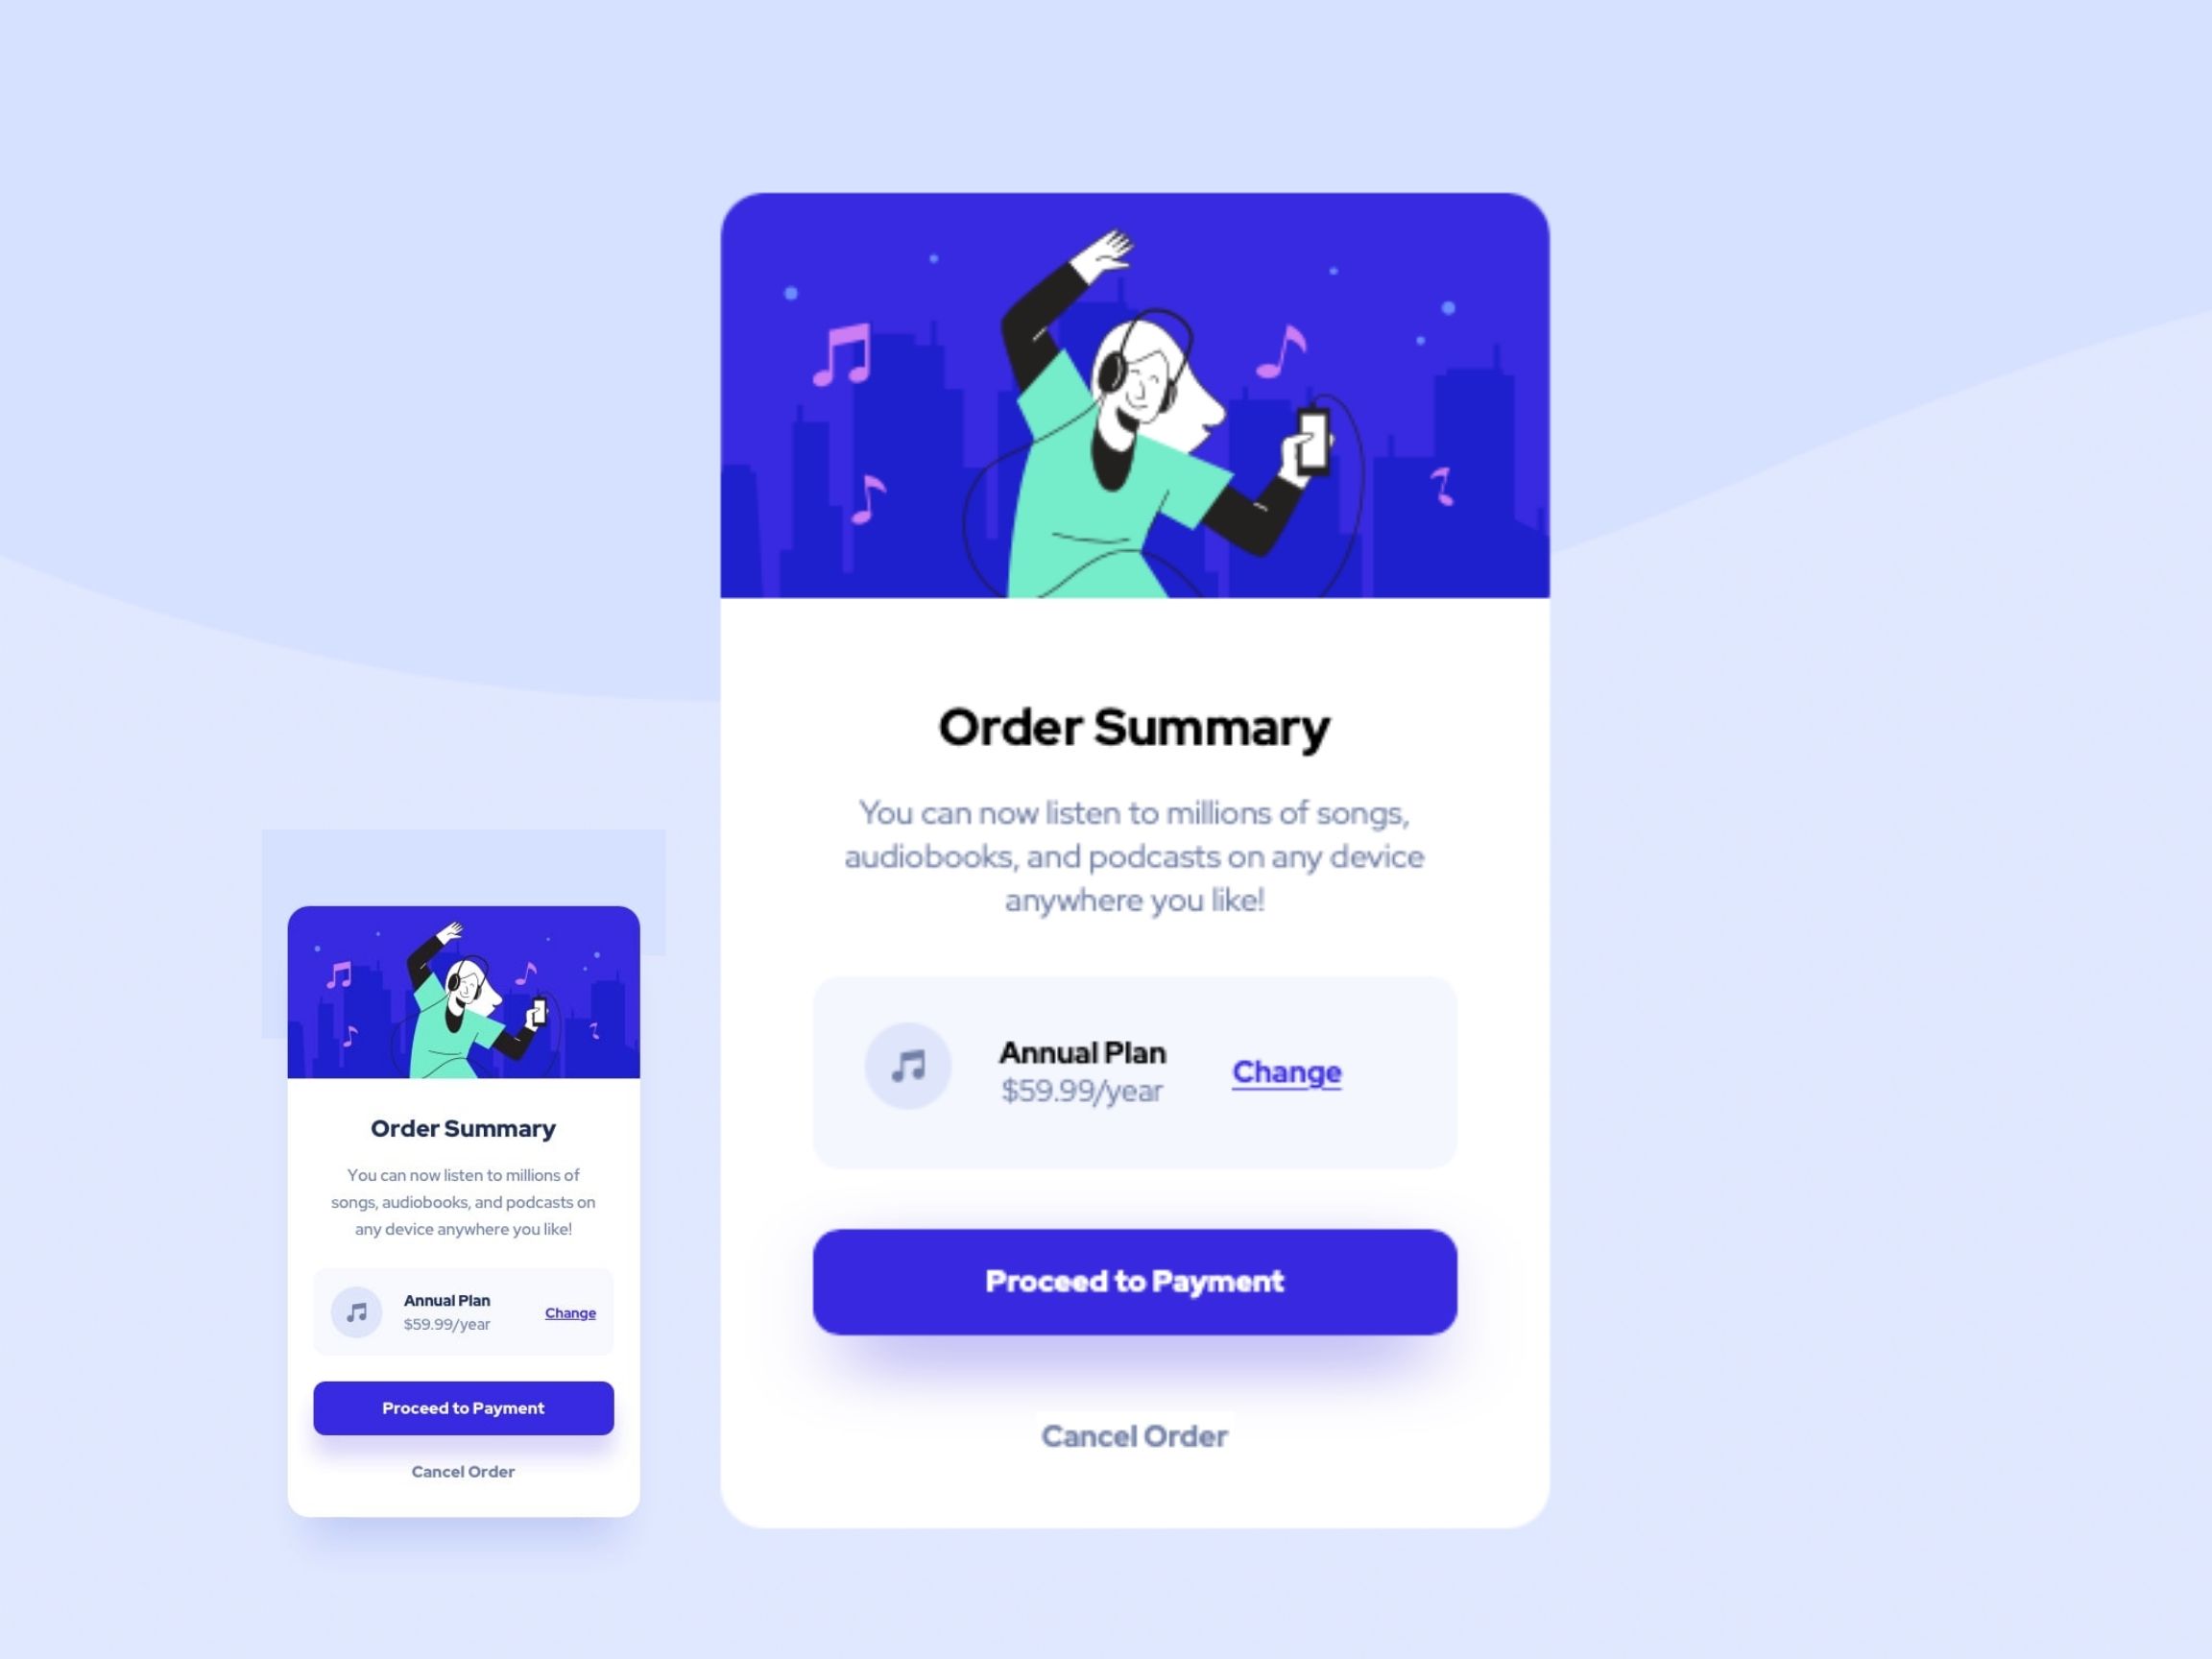 Order Summary
You can now listen to millions of songs,
audiobooks, and podcasts on any device
anywhere you like!
Annual Plan
$59.99/year
Change
Proceed to Payment
Cancel Order
Order Summary
You can now listen to millions of
songs, audiobooks, and podcasts on
any device anywhere you like!
Annual Plan
$59.99/year
Change
Proceed to Payment
Cancel Order